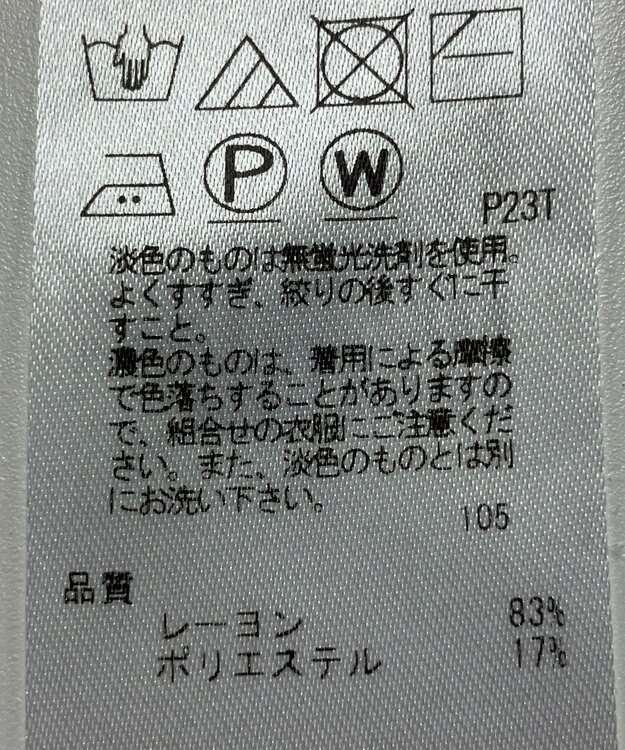 P
W
P23T
淡色のものは無蛍光洗剤を使用。
よくすすぎ、絞りの後すぐに干
すこと。
濃色のものは、着用による摩擦
で色落ちすることがありますの
で、組合せの衣服にご注意くだ
さい。また、淡色のものとは別
にお洗い下さい。
105
品質
レーヨン 83%
ポリエステル 17%